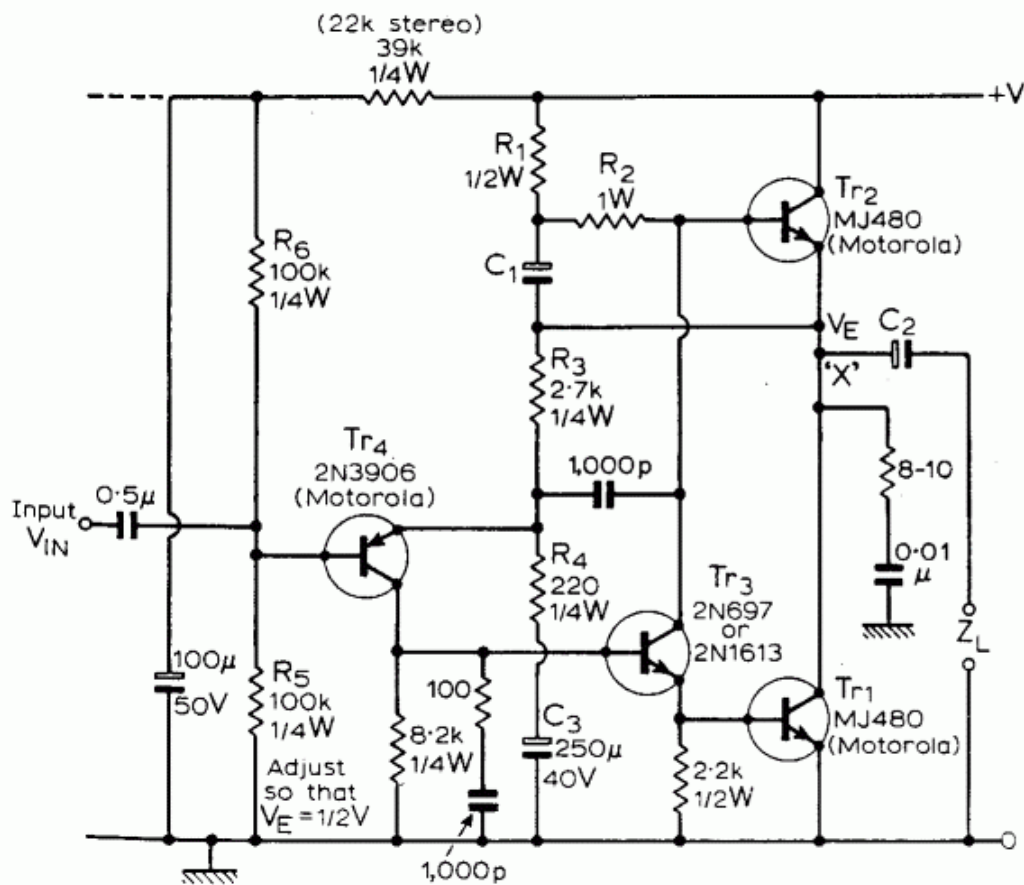 (22k stereo)
39k
1/4W
+V
R1
1/2W
R2
1W
Tr2
MJ480
(Motorola)
R6
100k
1/4W
C1
VE
C2
'X'
R3
2·7k
1/4W
Tr4
2N3906
(Motorola)
1,000p
8-10
Input
VIN
0·5μ
R4
220
1/4W
Tr3
2N697
or
2N1613
0·01
μ
ZL
100μ
50V
R5
100k
1/4W
Adjust
so that
VE = 1/2V
8·2k
1/4W
100
1,000p
C3
250μ
40V
2·2k
1/2W
Tr1
MJ480
(Motorola)
O